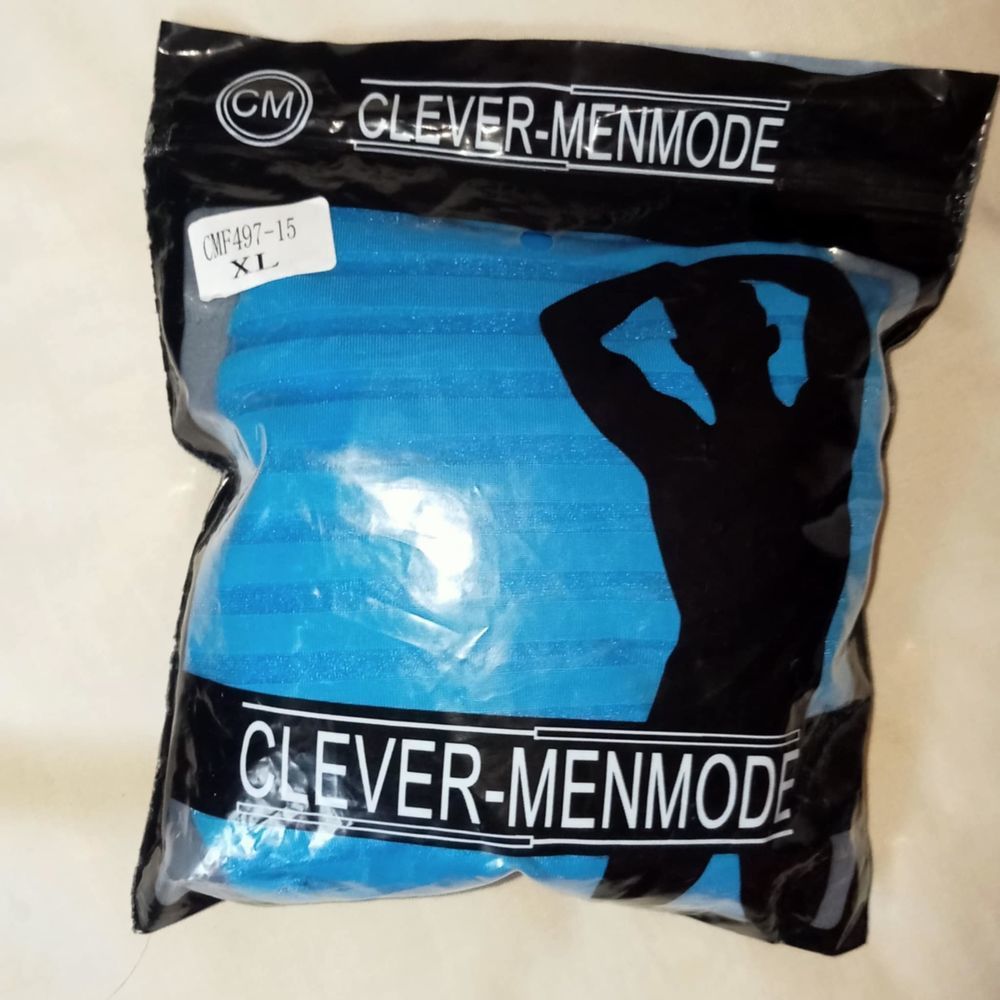 CM
CLEVER-MENMODE
CMF497-15
XL
CLEVER-MENMODE